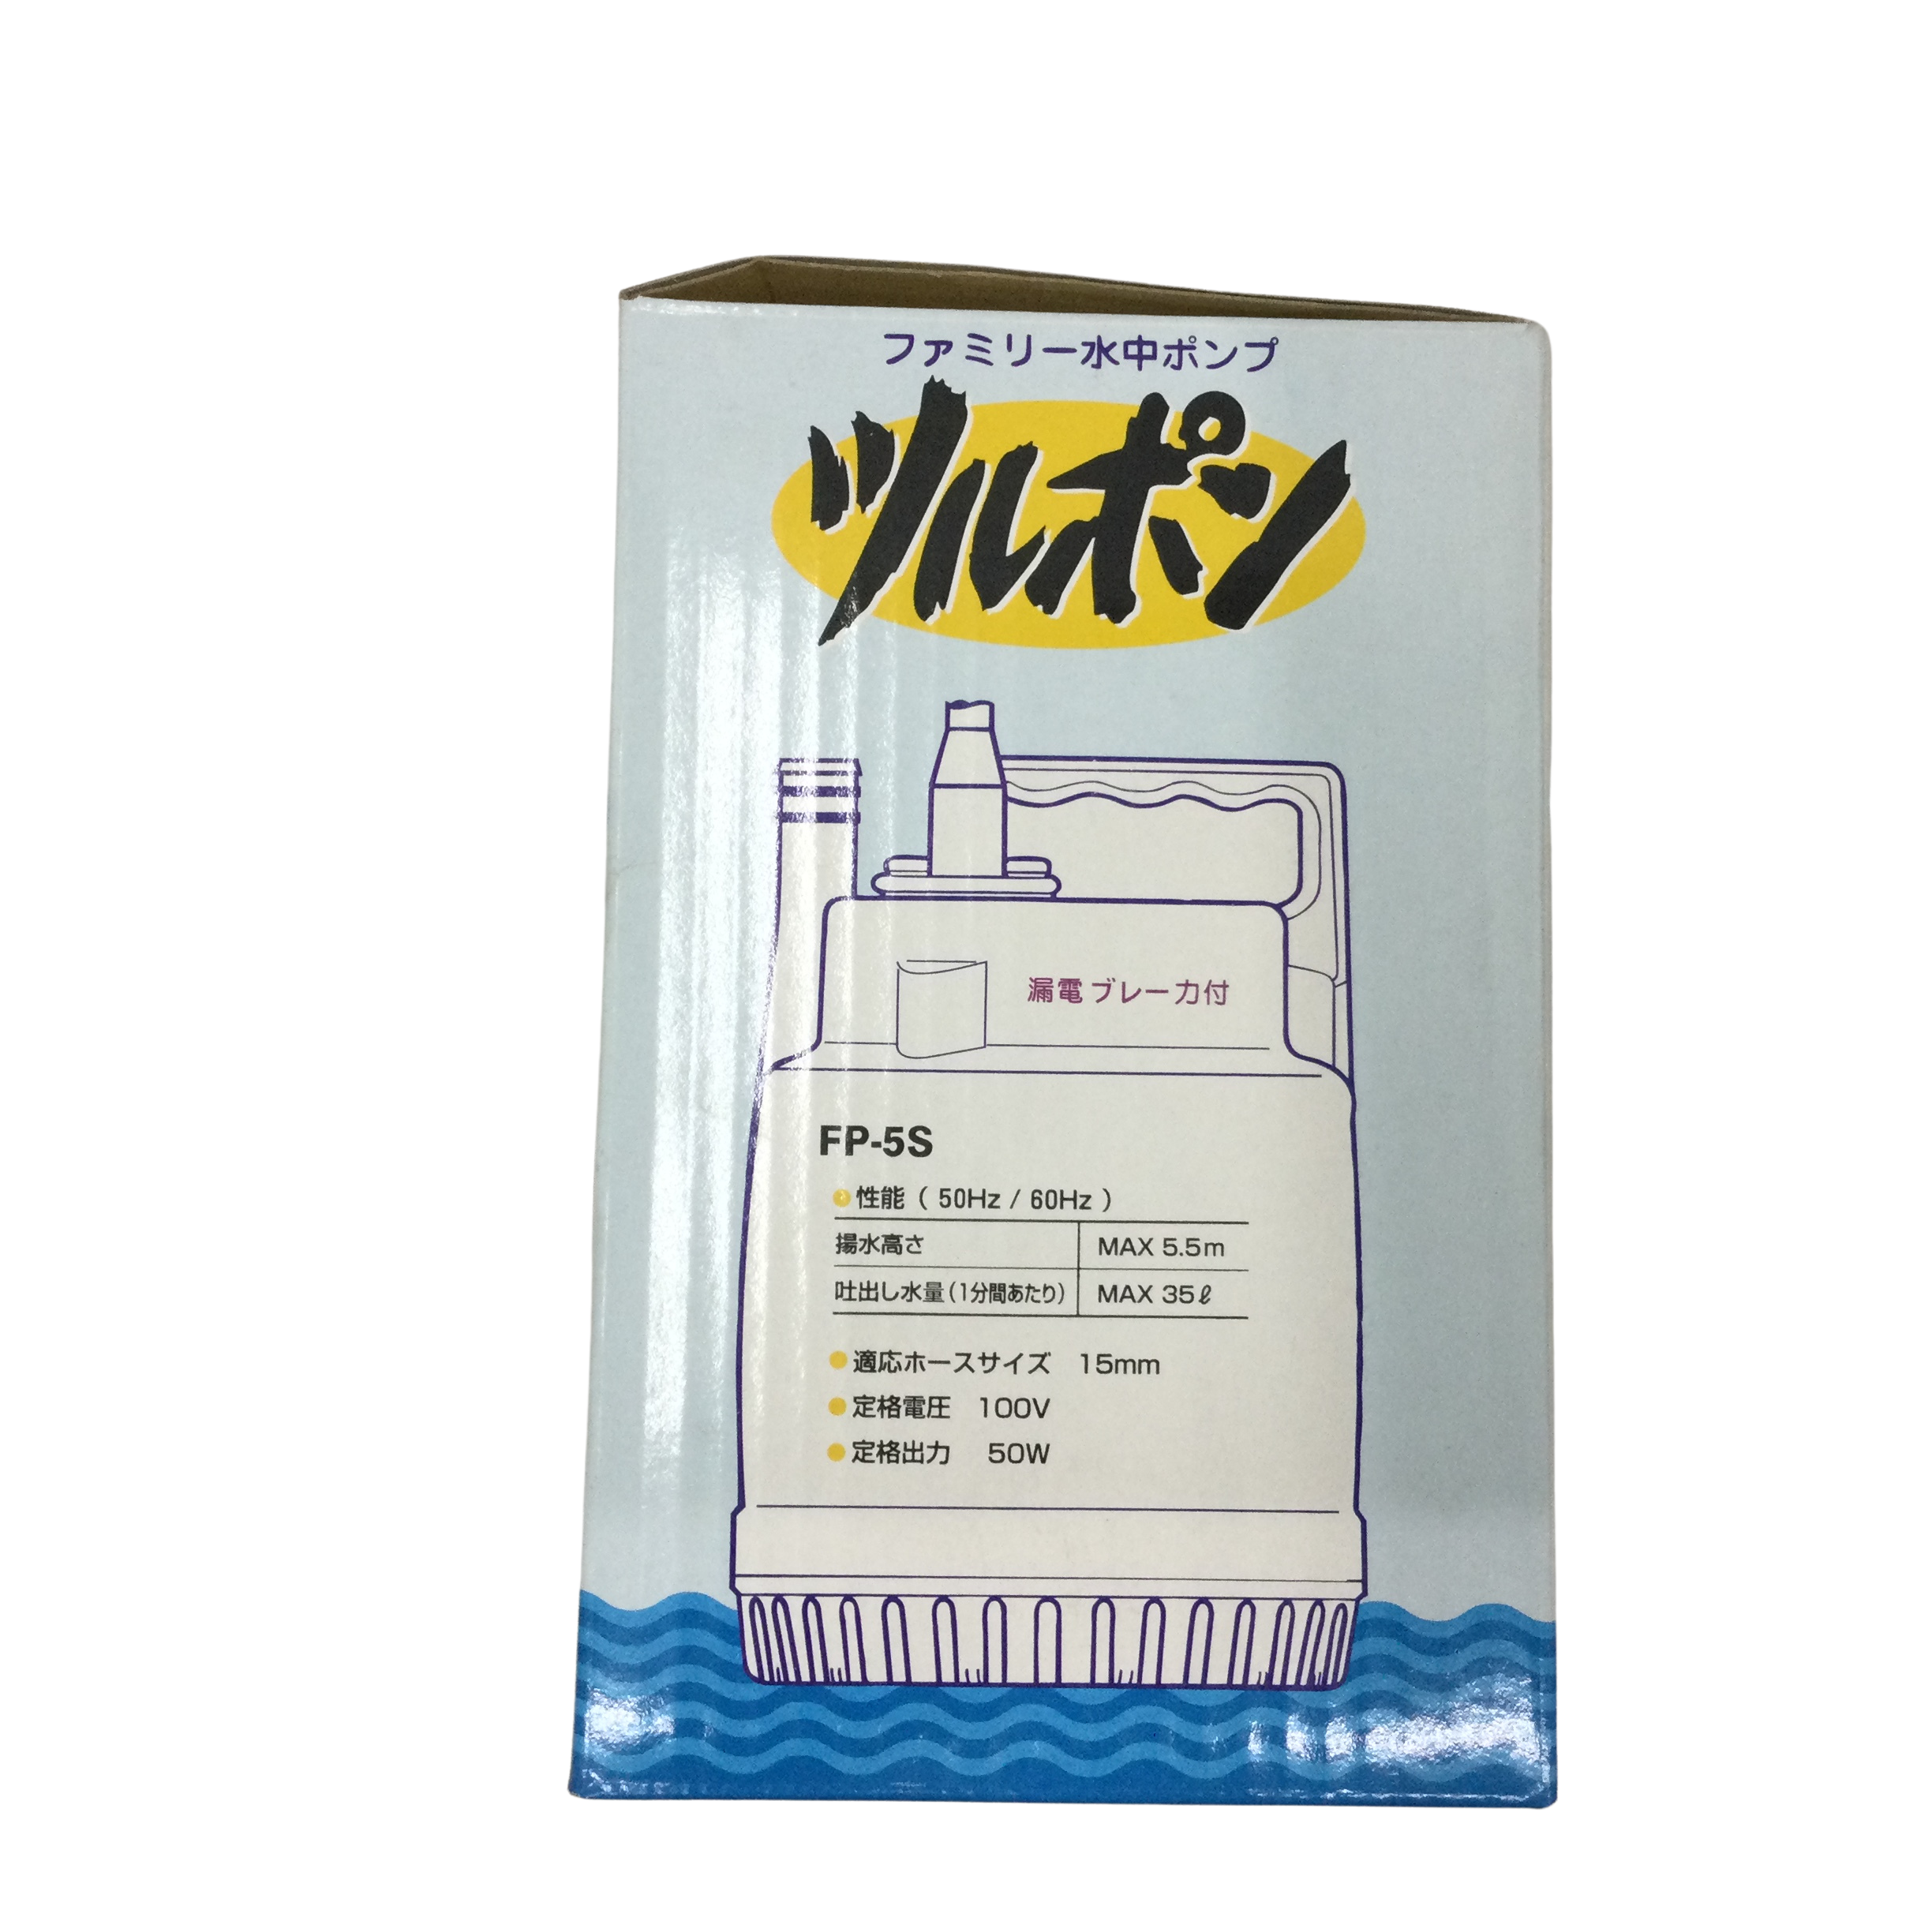 ファミリー水中ポンプ
ツルポン
漏電ブレーカ付
FP-5S
性能 ( 50Hz / 60Hz )
揚水高さ MAX 5.5m
吐出し水量(1分間あたり) MAX 35ℓ
適応ホースサイズ 15mm
定格電圧 100V
定格出力 50W